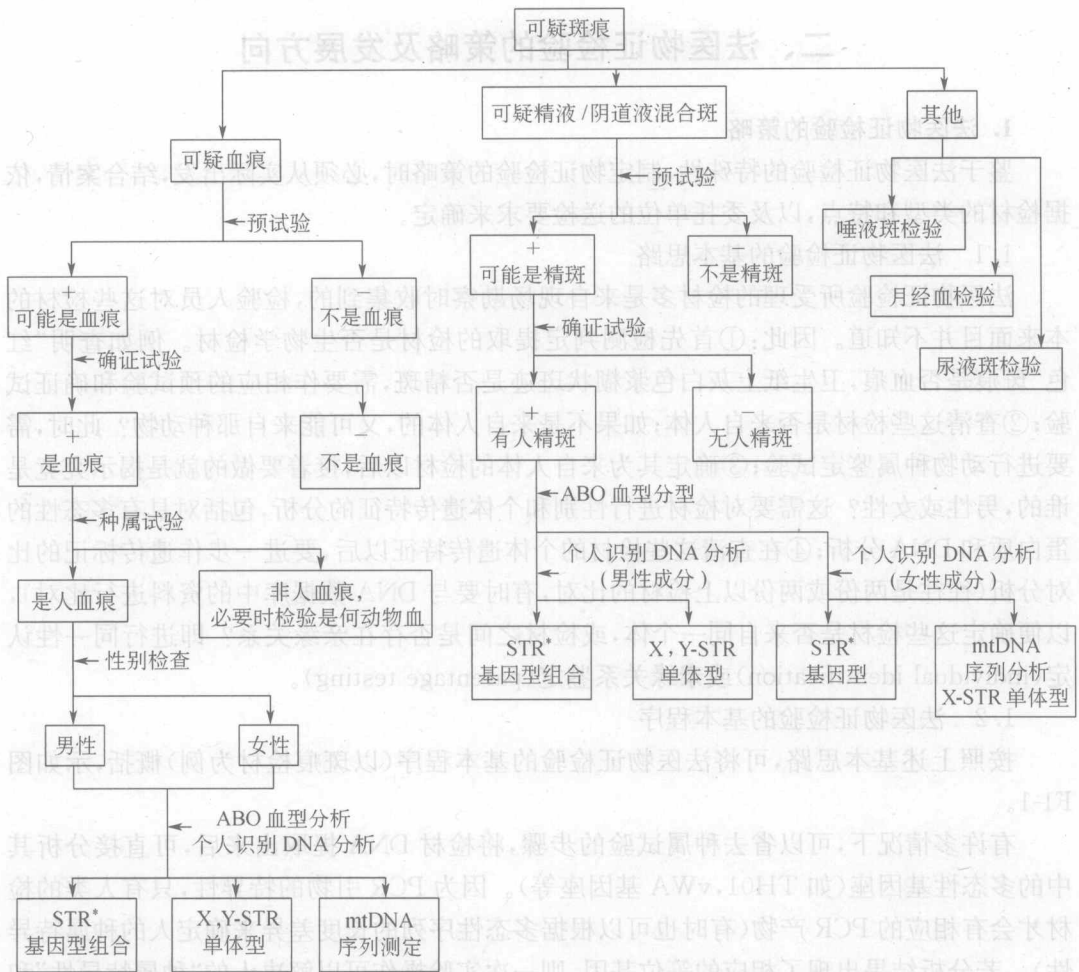 可疑斑痕
可疑血痕
可疑精液/阴道液混合斑
其他
预试验
预试验
唾液斑检验
月经血检验
尿液斑检验
+
可能是血痕
−
不是血痕
+
可能是精斑
−
不是精斑
确证试验
确证试验
+
是血痕
−
不是血痕
+
有人精斑
−
无人精斑
种属试验
ABO血型分型
是人血痕
非人血痕，
必要时检验是何动物血
个人识别DNA分析
(男性成分)
个人识别DNA分析
(女性成分)
性别检查
STR*
基因型组合
X，Y-STR
单体型
STR*
基因型
mtDNA
序列分析
X-STR单体型
男性
女性
ABO血型分析
个人识别DNA分析
STR*
基因型组合
X,Y-STR
单体型
mtDNA
序列测定